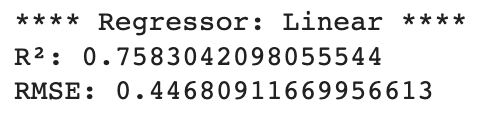 **** Regressor: Linear ****
R²: 0.7583042098055544
RMSE: 0.44680911669956613